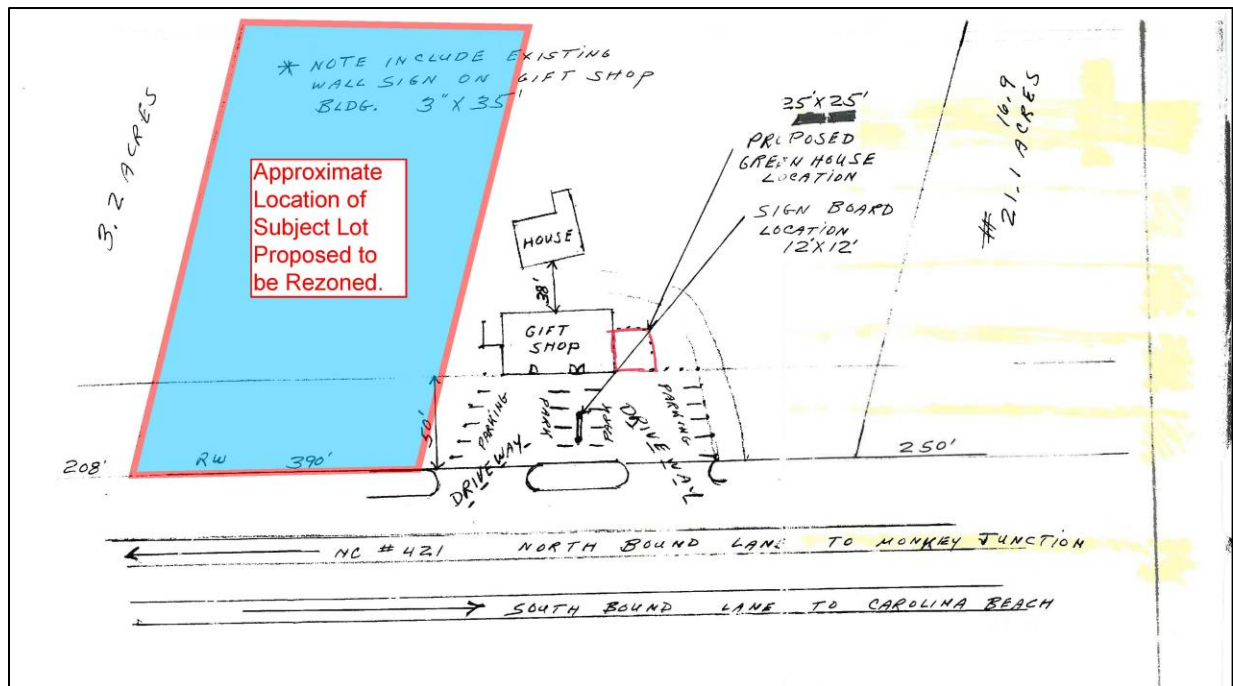 * NOTE INCLUDE EXISTING
WALL SIGN ON GIFT SHOP
BLDG. 3" X 35'
3.2 ACRES
Approximate
Location of
Subject Lot
Proposed to
be Rezoned.
25' X 25'
PROPOSED
GREEN HOUSE
LOCATION
SIGN BOARD
LOCATION
12'X12'
16.9
# 21.1 ACRES
HOUSE
38'
GIFT
SHOP
50'
PARKING
PARK
PARK
PARKING
DRIVEWAY
DRIVEWAY
208'
RW 390'
250'
NC # 421 NORTH BOUND LANE TO MONKEY JUNCTION
SOUTH BOUND LANE TO CAROLINA BEACH